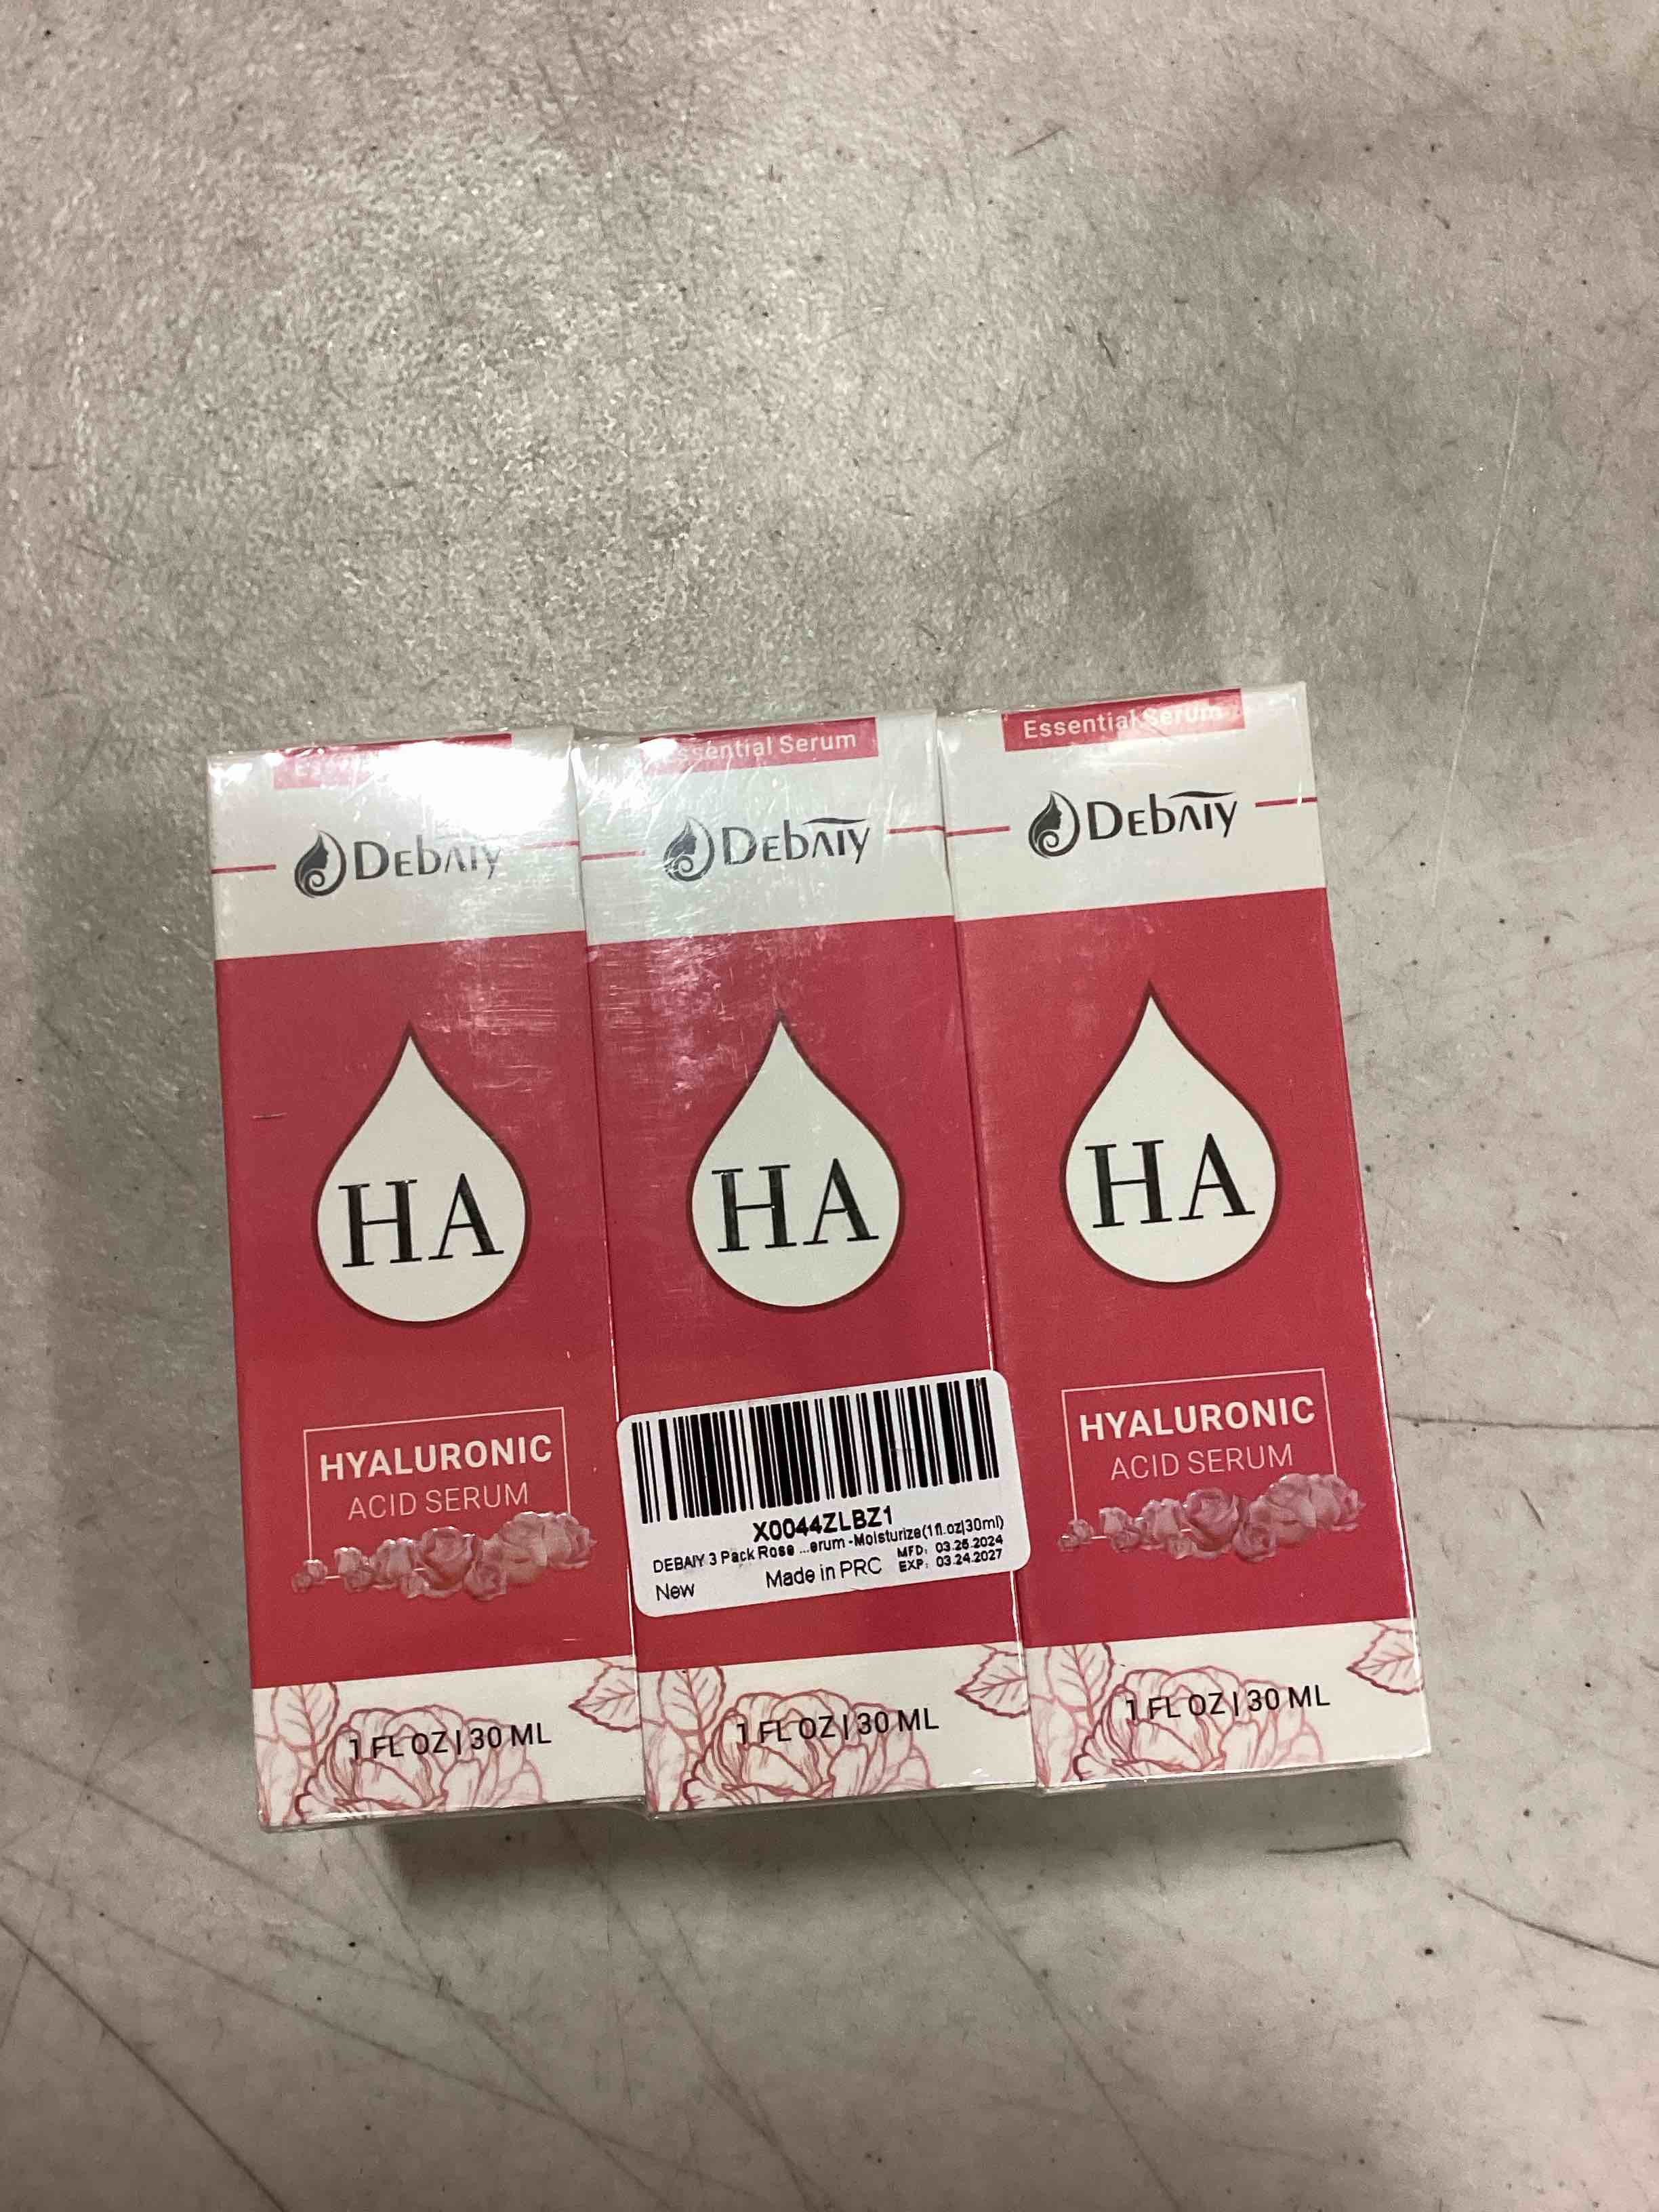 Essential Serum
Essential Serum
DEBAIY
DEBAIY
DEBAIY
HA
HA
HA
HYALURONIC
ACID SERUM
HYALURONIC
ACID SERUM
X0044ZLBZ1
DEBAIY 3 Pack Rose ...erum -Moisturize(1fl.oz|30ml)
New
Made in PRC
MFD: 03.25.2024
EXP: 03.24.2027
1 FL OZ | 30 ML
1 FL OZ | 30 ML
1 FL OZ | 30 ML